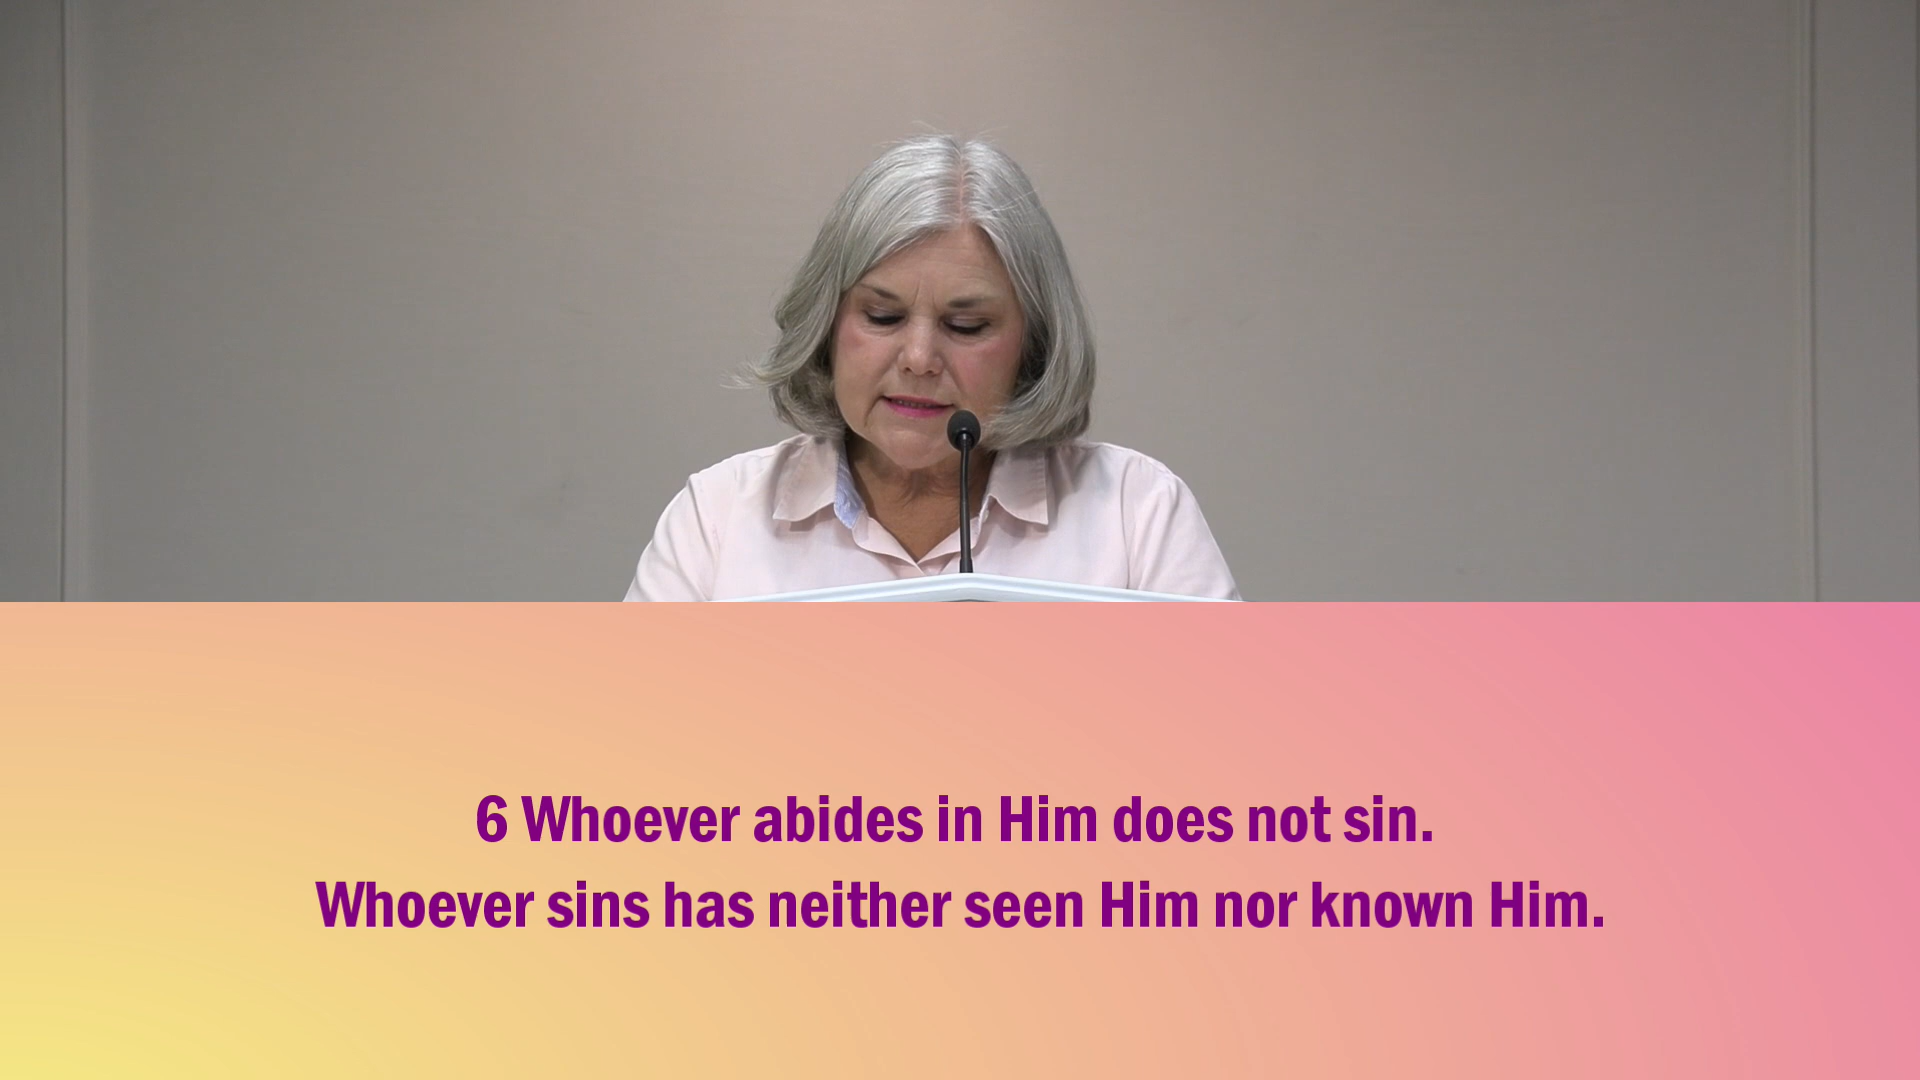 6 Whoever abides in Him does not sin.
Whoever sins has neither seen Him nor known Him.